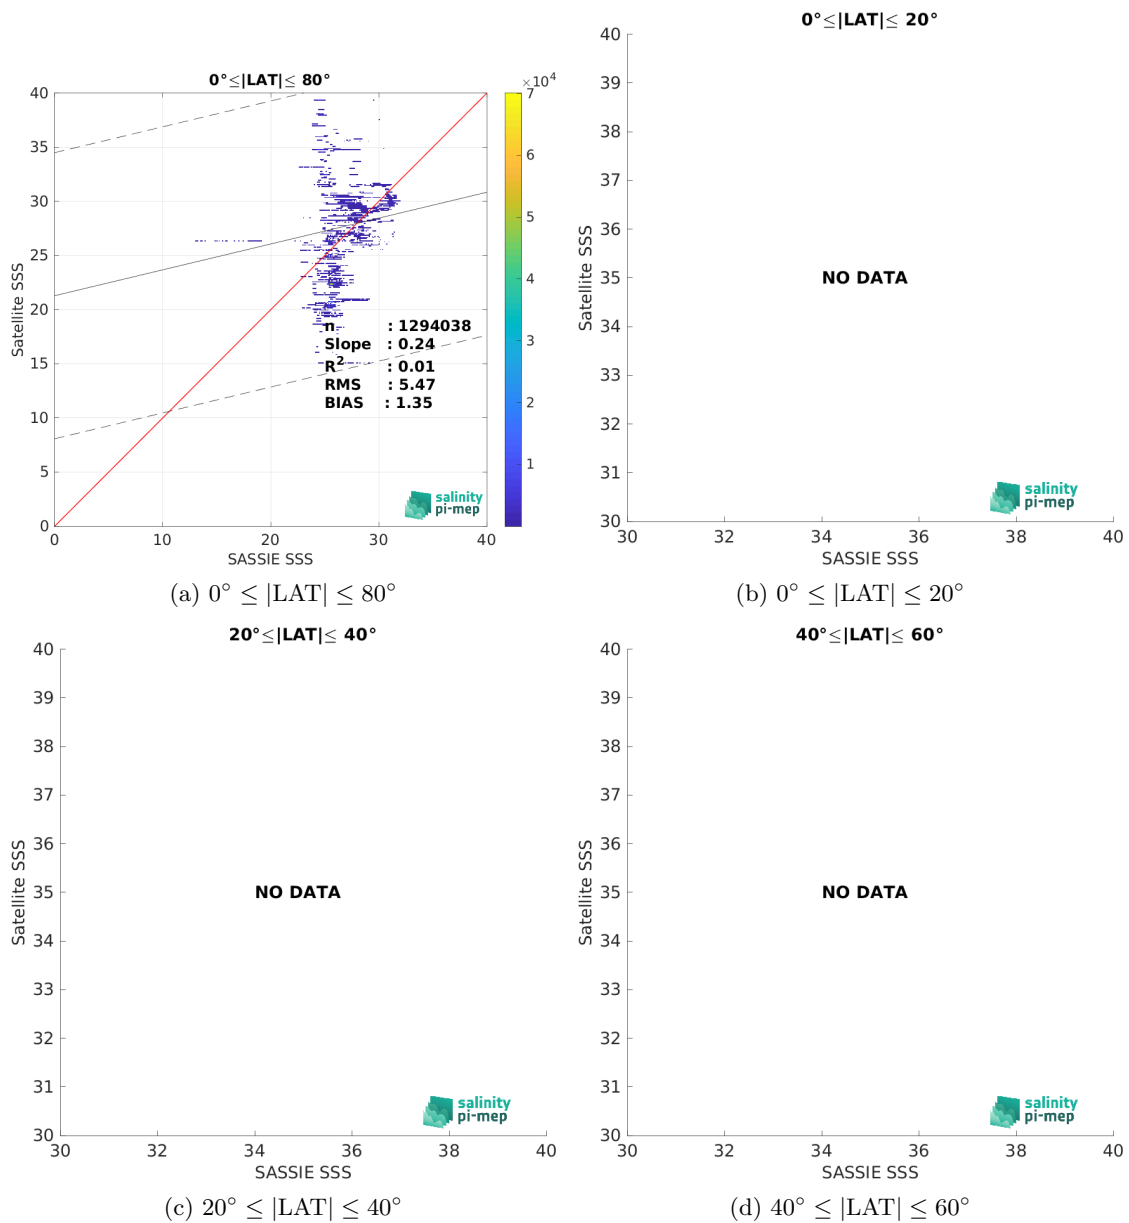 0°≤|LAT|≤ 80°
×10⁴
40
35
30
25
20
15
10
5
0
0
10
20
30
40
7
6
5
4
3
2
1
Satellite SSS
SASSIE SSS
n : 1294038
Slope : 0.24
R² : 0.01
RMS : 5.47
BIAS : 1.35
salinity
pi-mep
(a) 0° ≤ |LAT| ≤ 80°
0°≤|LAT|≤ 20°
40
39
38
37
36
35
34
33
32
31
30
30
32
34
36
38
40
Satellite SSS
SASSIE SSS
NO DATA
salinity
pi-mep
(b) 0° ≤ |LAT| ≤ 20°
20°≤|LAT|≤ 40°
40
39
38
37
36
35
34
33
32
31
30
30
32
34
36
38
40
Satellite SSS
SASSIE SSS
NO DATA
salinity
pi-mep
(c) 20° ≤ |LAT| ≤ 40°
40°≤|LAT|≤ 60°
40
39
38
37
36
35
34
33
32
31
30
30
32
34
36
38
40
Satellite SSS
SASSIE SSS
NO DATA
salinity
pi-mep
(d) 40° ≤ |LAT| ≤ 60°